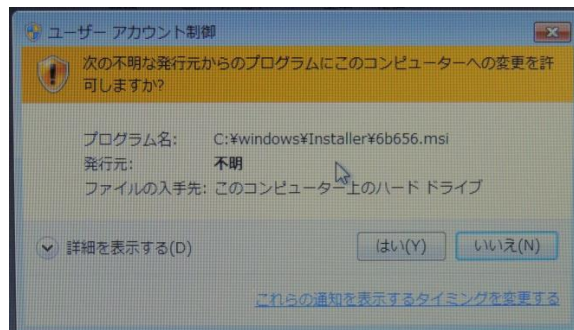 ユーザー アカウント制御
次の不明な発行元からのプログラムにこのコンピューターへの変更を許
可しますか?
プログラム名: C:¥windows¥Installer¥6b656.msi
発行元: 不明
ファイルの入手先: このコンピューター上のハード ドライブ
詳細を表示する(D) はい(Y) いいえ(N)
これらの通知を表示するタイミングを変更する